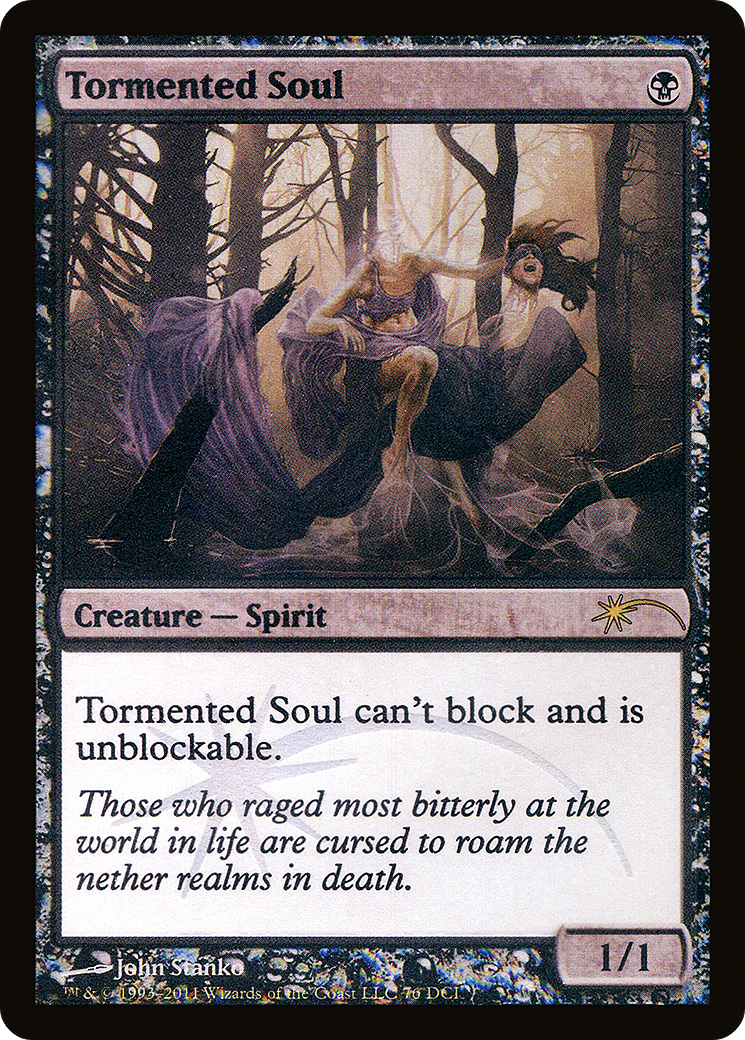 Tormented Soul
Creature — Spirit
Tormented Soul can't block and is
unblockable.
Those who raged most bitterly at the
world in life are cursed to roam the
nether realms in death.
1/1
John Stanko
™ & © 1993–2011 Wizards of the Coast LLC 76 DCI